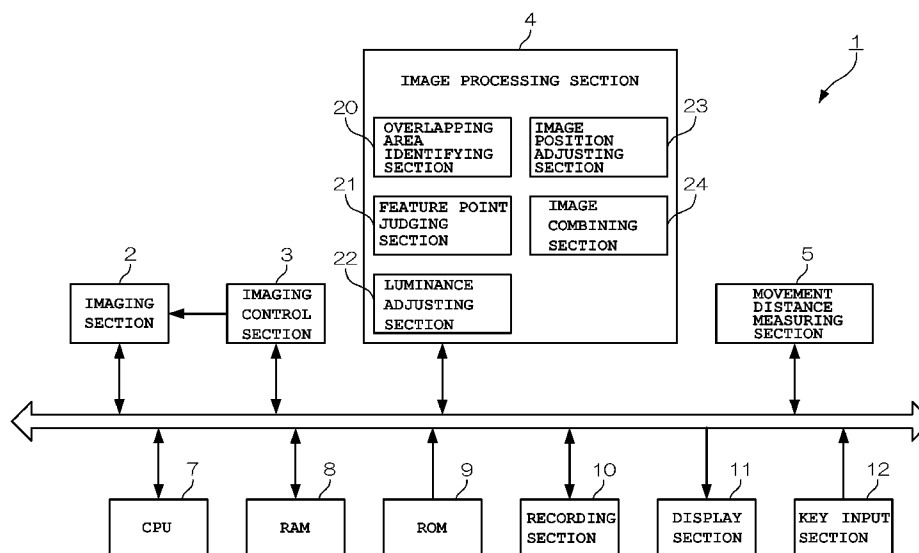 4
1
IMAGE PROCESSING SECTION
20
OVERLAPPING
AREA
IDENTIFYING
SECTION
23
IMAGE
POSITION
ADJUSTING
SECTION
21
FEATURE POINT
JUDGING
SECTION
24
IMAGE
COMBINING
SECTION
22
LUMINANCE
ADJUSTING
SECTION
2
IMAGING
SECTION
3
IMAGING
CONTROL
SECTION
5
MOVEMENT
DISTANCE
MEASURING
SECTION
7
CPU
8
RAM
9
ROM
10
RECORDING
SECTION
11
DISPLAY
SECTION
12
KEY INPUT
SECTION